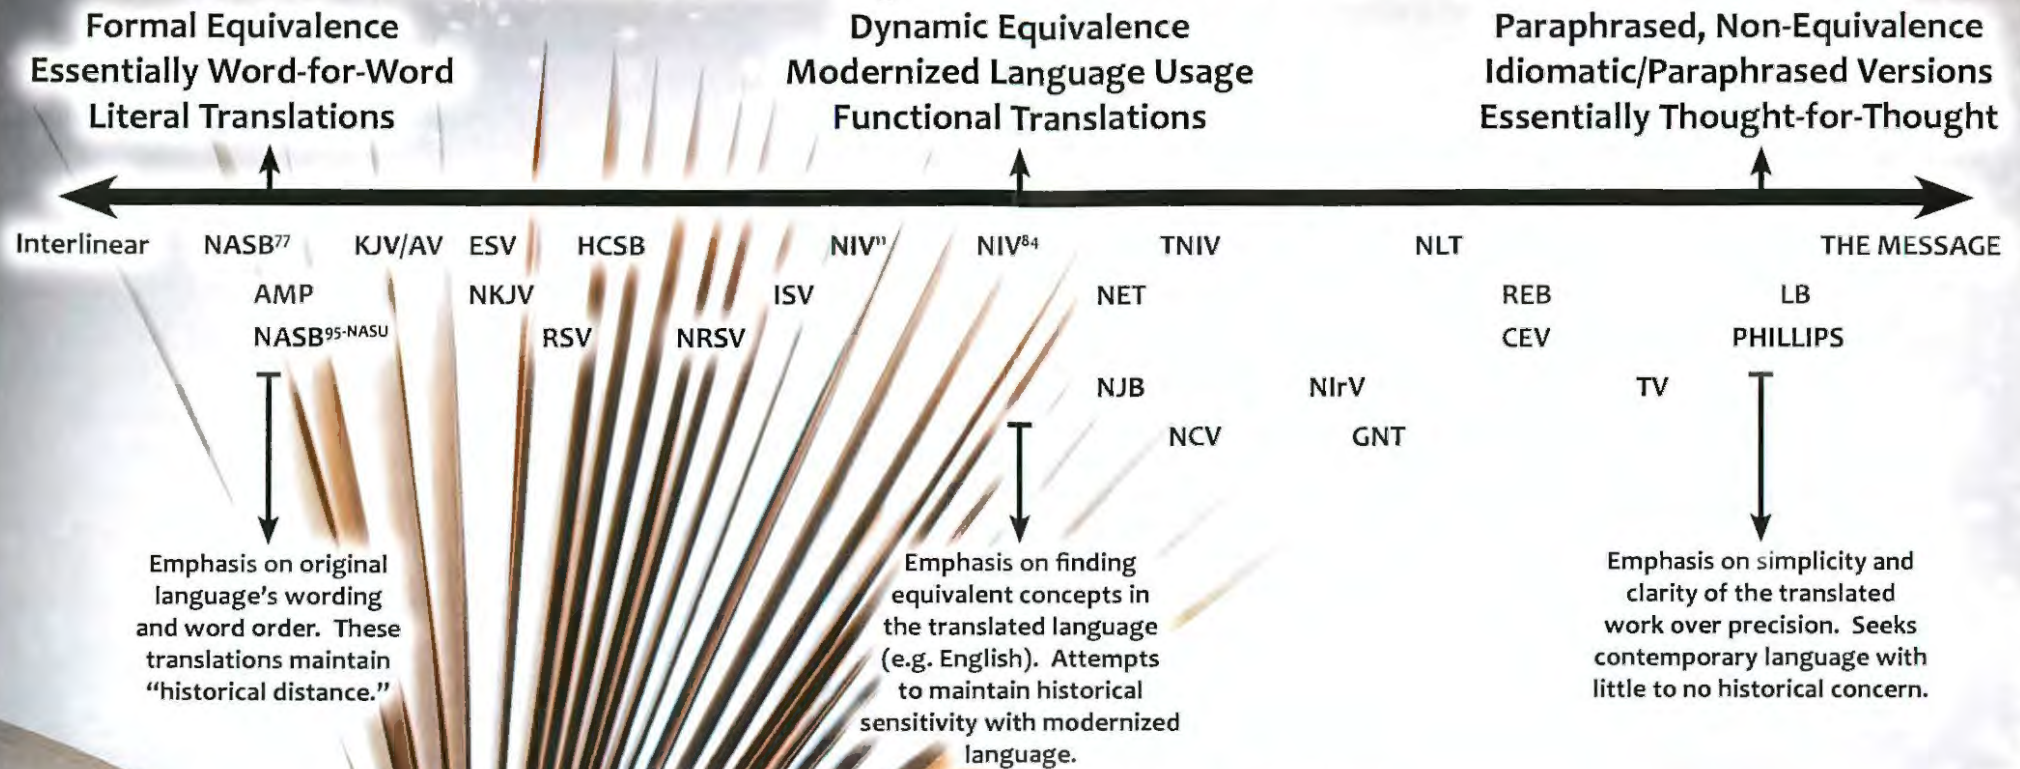 Formal Equivalence
Essentially Word-for-Word
Literal Translations
Dynamic Equivalence
Modernized Language Usage
Functional Translations
Paraphrased, Non-Equivalence
Idiomatic/Paraphrased Versions
Essentially Thought-for-Thought
Interlinear NASB⁷⁷ KJV/AV ESV HCSB NIV¹¹ NIV⁸⁴ TNIV NLT THE MESSAGE
AMP NKJV ISV NET REB LB
NASB⁹⁵⁻ᴺᴬˢᵁ RSV NRSV CEV PHILLIPS
NJB NIrV TV
NCV GNT
Emphasis on original
language’s wording
and word order. These
translations maintain
“historical distance.”
Emphasis on finding
equivalent concepts in
the translated language
(e.g. English). Attempts
to maintain historical
sensitivity with modernized
language.
Emphasis on simplicity and
clarity of the translated
work over precision. Seeks
contemporary language with
little to no historical concern.